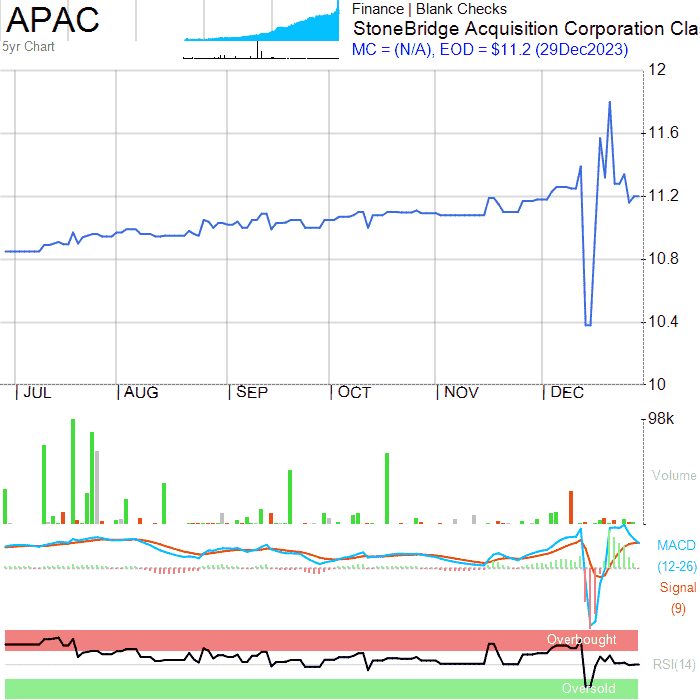 APAC
5yr Chart
Finance | Blank Checks
StoneBridge Acquisition Corporation Cla
MC = (N/A), EOD = $11.2 (29Dec2023)
12
11.6
11.2
10.8
10.4
10
|JUL |AUG |SEP |OCT |NOV |DEC
98k
Volume
MACD
(12-26)
Signal
(9)
Overbought
RSI(14)
Oversold